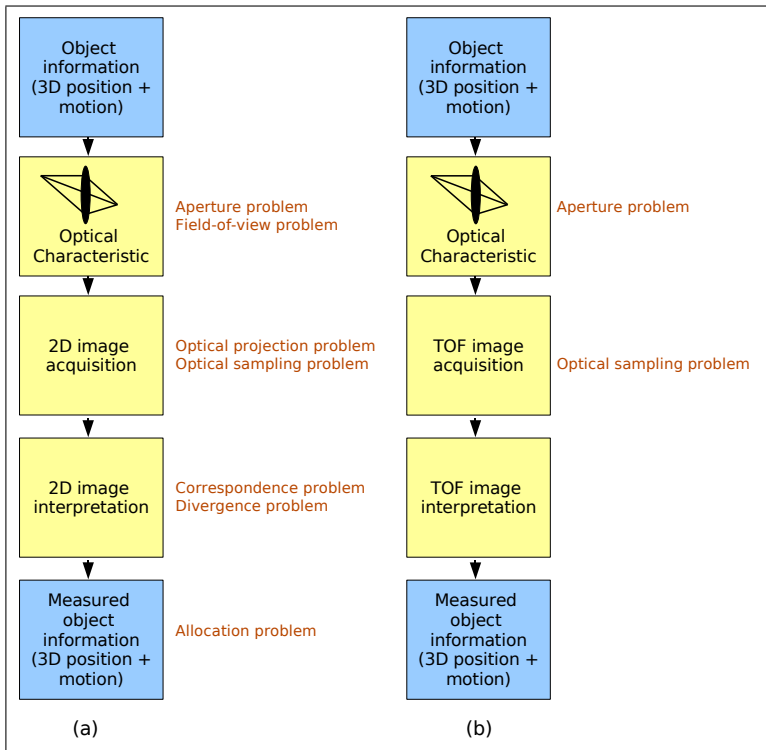 Object
information
(3D position +
motion)
Optical
Characteristic
Aperture problem
Field-of-view problem
2D image
acquisition
Optical projection problem
Optical sampling problem
2D image
interpretation
Correspondence problem
Divergence problem
Measured
object
information
(3D position +
motion)
Allocation problem
(a)
Object
information
(3D position +
motion)
Optical
Characteristic
Aperture problem
TOF image
acquisition
Optical sampling problem
TOF image
interpretation
Measured
object
information
(3D position +
motion)
(b)